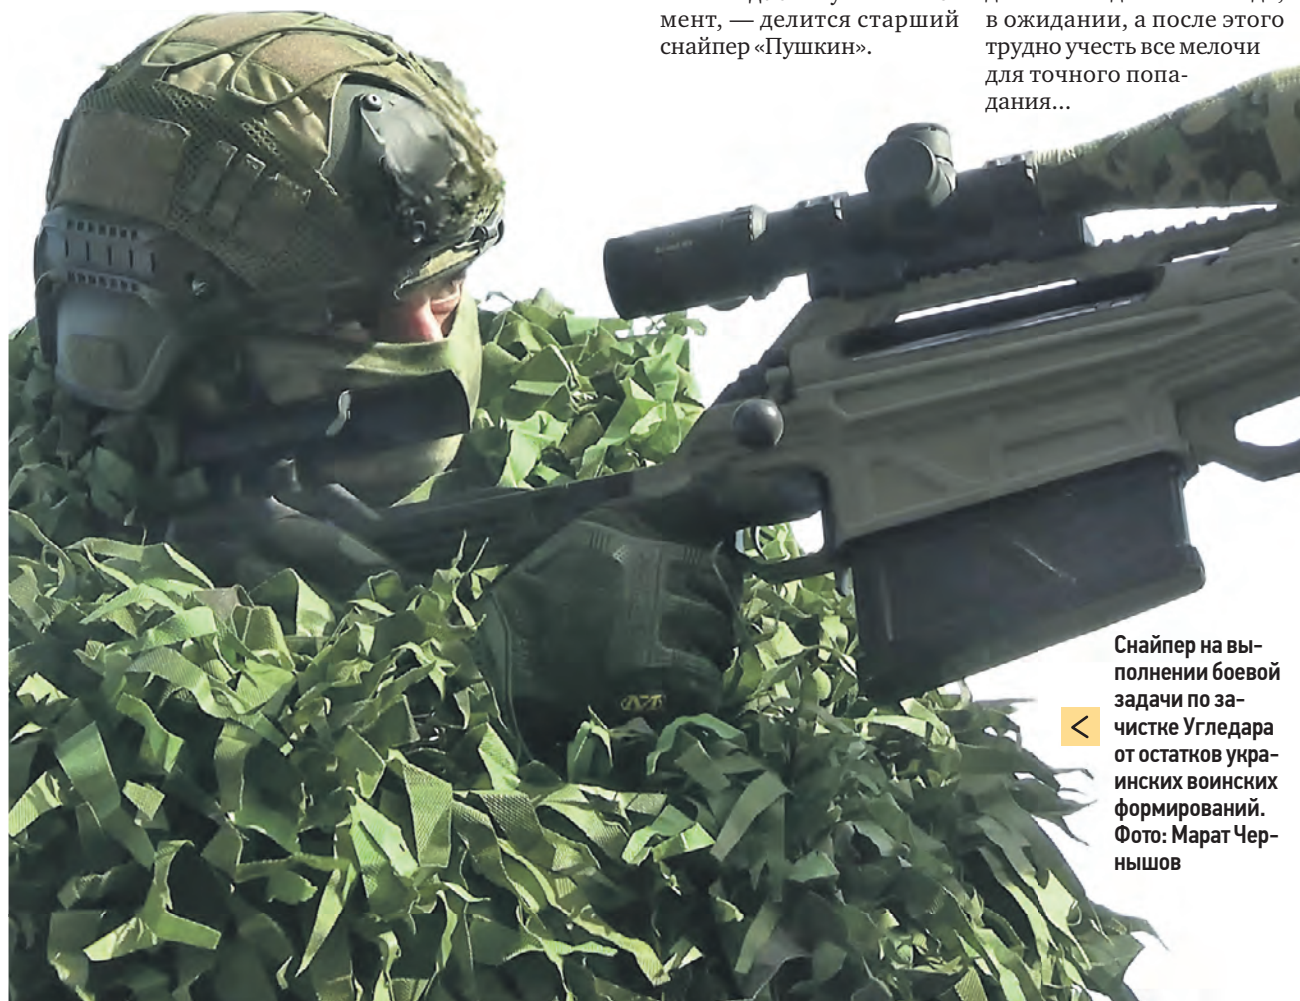 мент, — делится старший
снайпер «Пушкин».
в ожидании, а после этого
трудно учесть все мелочи
для точного попа-
дания...
Снайпер на вы-
полнении боевой
задачи по за-
чистке Угледара
от остатков укра-
инских воинских
формирований.
Фото: Марат Чер-
нышов